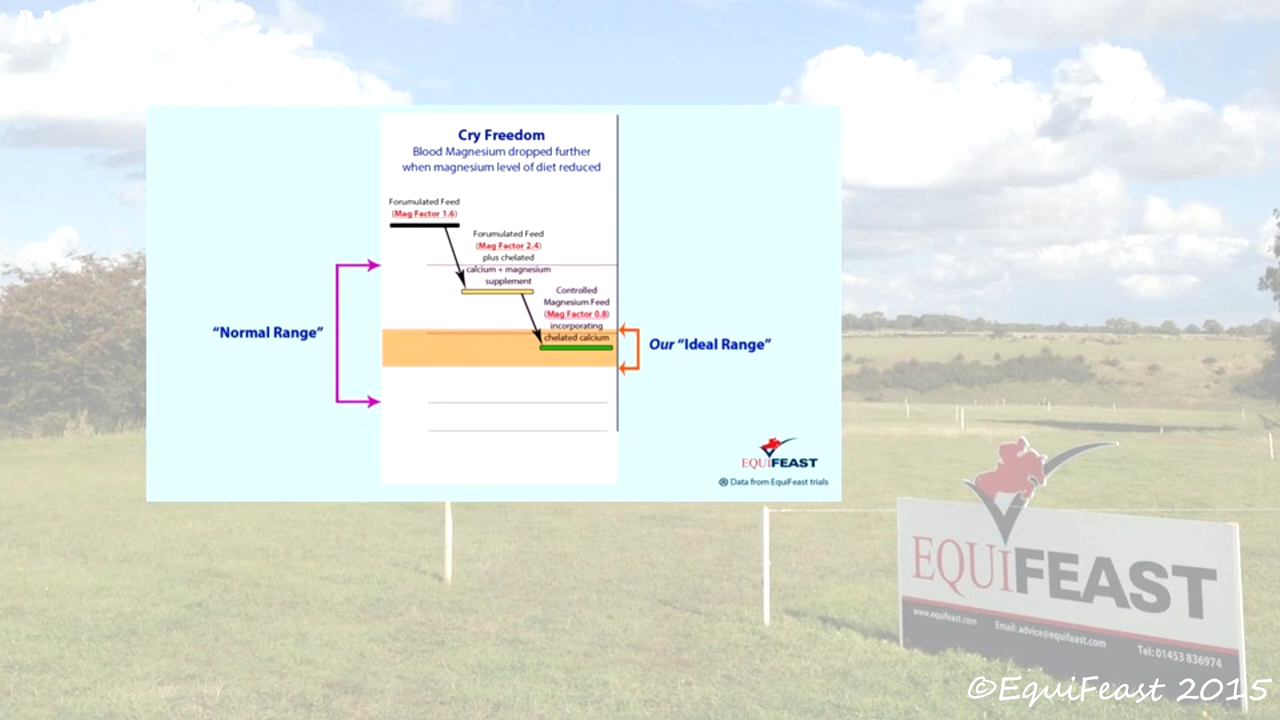 Cry Freedom
Blood Magnesium dropped further
when magnesium level of diet reduced
Forumulated Feed
(Mag Factor 1.6)
Forumulated Feed
(Mag Factor 2.4)
plus chelated
calcium + magnesium
supplement
Controlled
Magnesium Feed
(Mag Factor 0.8)
incorporating
chelated calcium
"Normal Range"
Our "Ideal Range"
EQUIFEAST
® Data from EquiFeast trials
EQUIFEAST
www.equifeast.com Email: advice@equifeast.com Tel: 01453 836974
©EquiFeast 2015